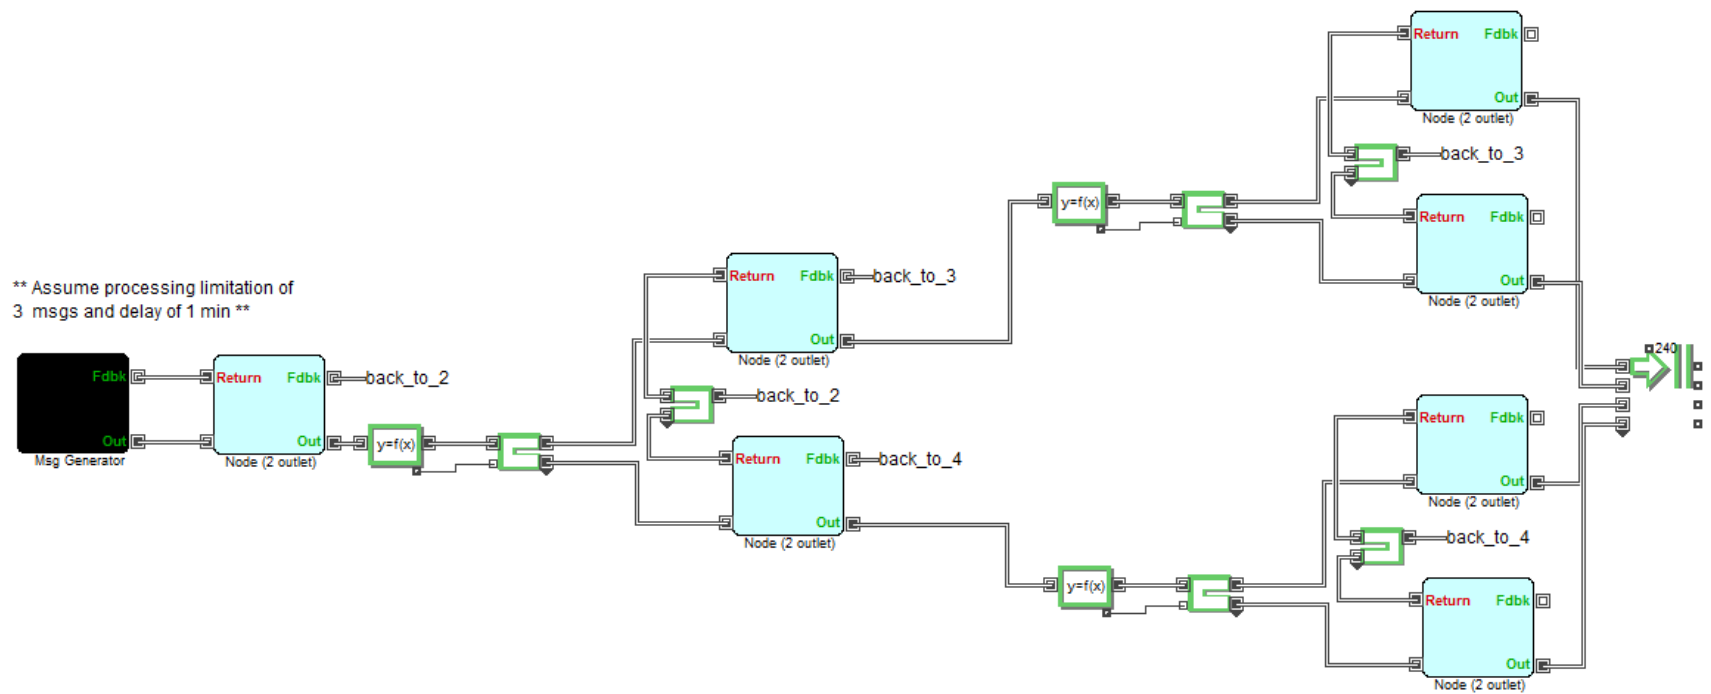 ** Assume processing limitation of
3 msgs and delay of 1 min **
Fdbk
Out
Msg Generator
Return Fdbk
Out
Node (2 outlet)
back_to_2
y=f(x)
Return Fdbk
Out
Node (2 outlet)
back_to_3
back_to_2
Return Fdbk
Out
Node (2 outlet)
back_to_4
y=f(x)
Return Fdbk
Out
Node (2 outlet)
back_to_3
Return Fdbk
Out
Node (2 outlet)
y=f(x)
Return Fdbk
Out
Node (2 outlet)
back_to_4
Return Fdbk
Out
Node (2 outlet)
240